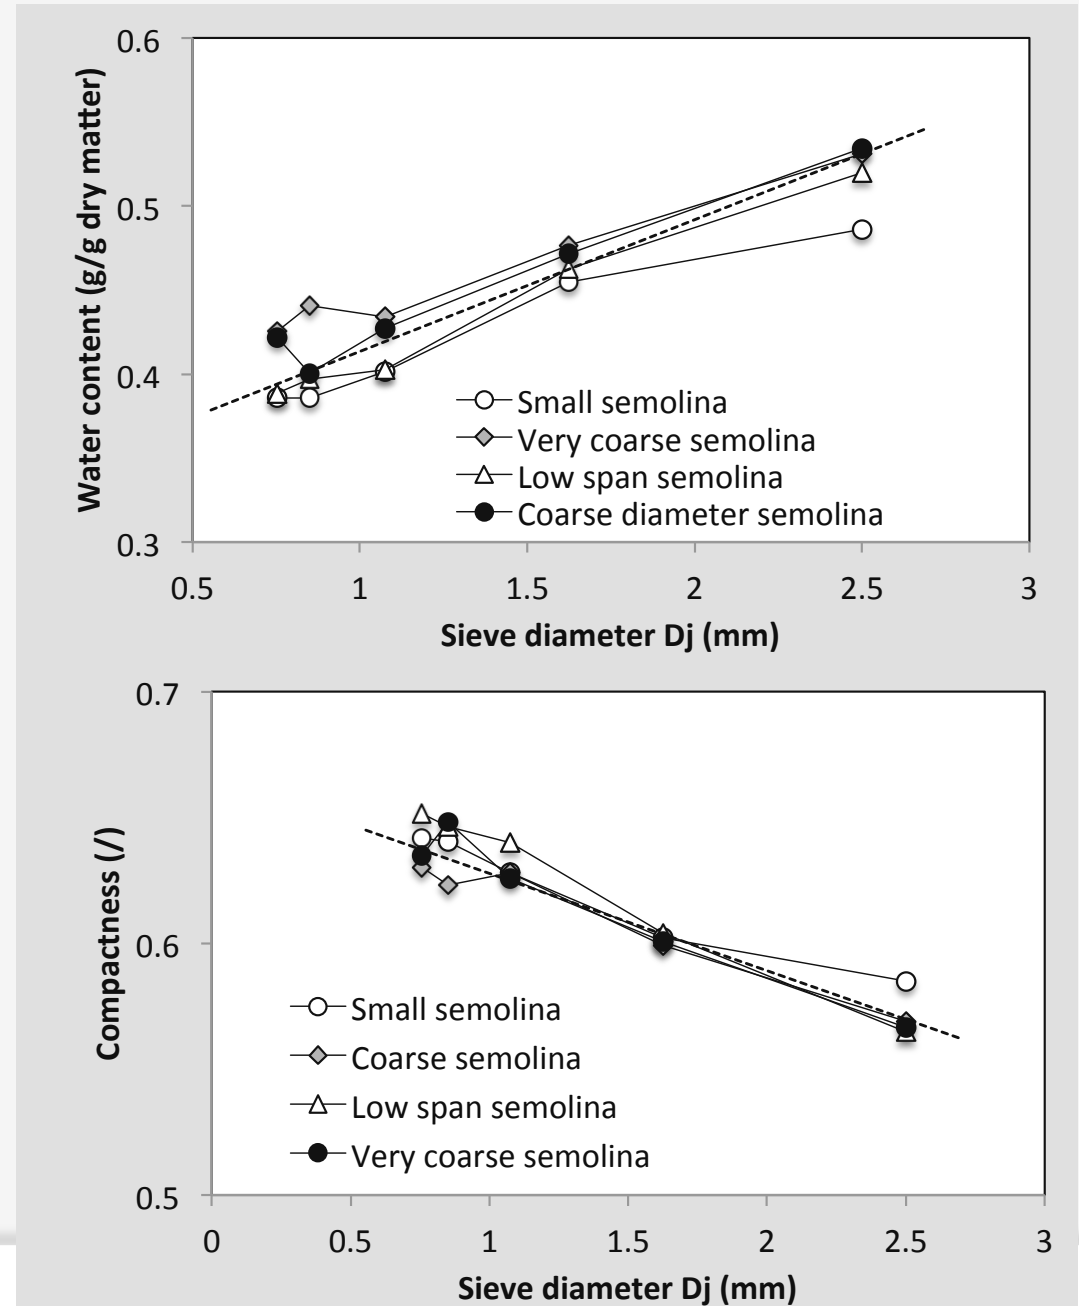 0.6
0.5
0.4
0.3
Water content (g/g dry matter)
Small semolina
Very coarse semolina
Low span semolina
Coarse diameter semolina
0.5 1 1.5 2 2.5 3
Sieve diameter Dj (mm)
0.7
0.6
0.5
Compactness (/)
Small semolina
Coarse semolina
Low span semolina
Very coarse semolina
0 0.5 1 1.5 2 2.5 3
Sieve diameter Dj (mm)